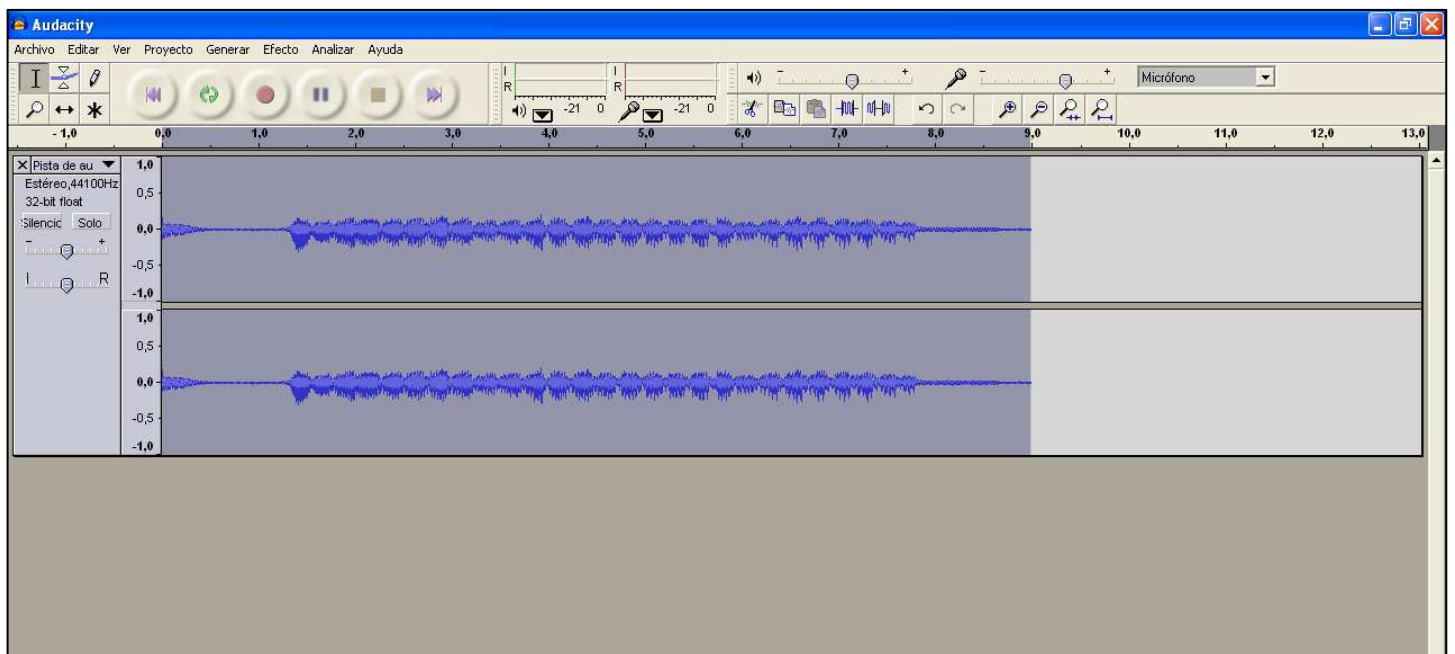 Audacity
Archivo Editar Ver Proyecto Generar Efecto Analizar Ayuda
I I
R R
-21 0 -21 0
- + - + Micrófono
- 1,0 0,0 1,0 2,0 3,0 4,0 5,0 6,0 7,0 8,0 9,0 10,0 11,0 12,0 13,0
Pista de au 1,0
Estéreo,44100Hz
0,5
32-bit float
Silencic Solo 0,0
- +
-0,5
I R
-1,0
1,0
0,5
0,0
-0,5
-1,0